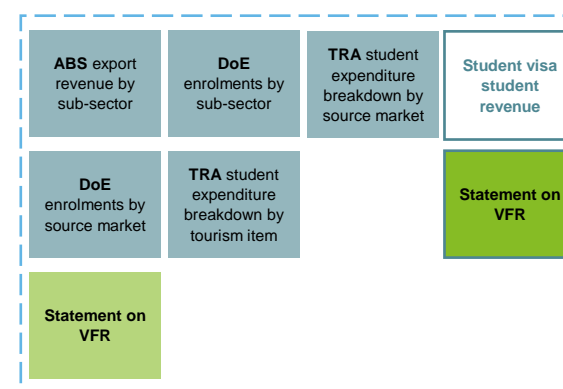 ABS export
revenue by
sub-sector
DoE
enrolments by
sub-sector
TRA student
expenditure
breakdown by
source market
Student visa
student
revenue
DoE
enrolments by
source market
TRA student
expenditure
breakdown by
tourism item
Statement on
VFR
Statement on
VFR